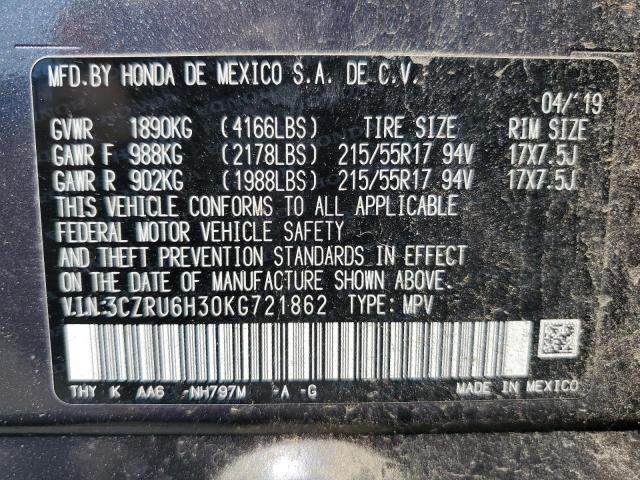 MFD.BY HONDA DE MEXICO S.A. DE C.V.
04/'19
GVWR 1890KG (4166LBS) TIRE SIZE RIM SIZE
GAWR F 988KG (2178LBS) 215/55R17 94V 17X7.5J
GAWR R 902KG (1988LBS) 215/55R17 94V 17X7.5J
THIS VEHICLE CONFORMS TO ALL APPLICABLE
FEDERAL MOTOR VEHICLE SAFETY
AND THEFT PREVENTION STANDARDS IN EFFECT
ON THE DATE OF MANUFACTURE SHOWN ABOVE.
V.I.N:3CZRU6H30KG721862 TYPE: MPV
THY K AA6 -NH797M -A -G MADE IN MEXICO